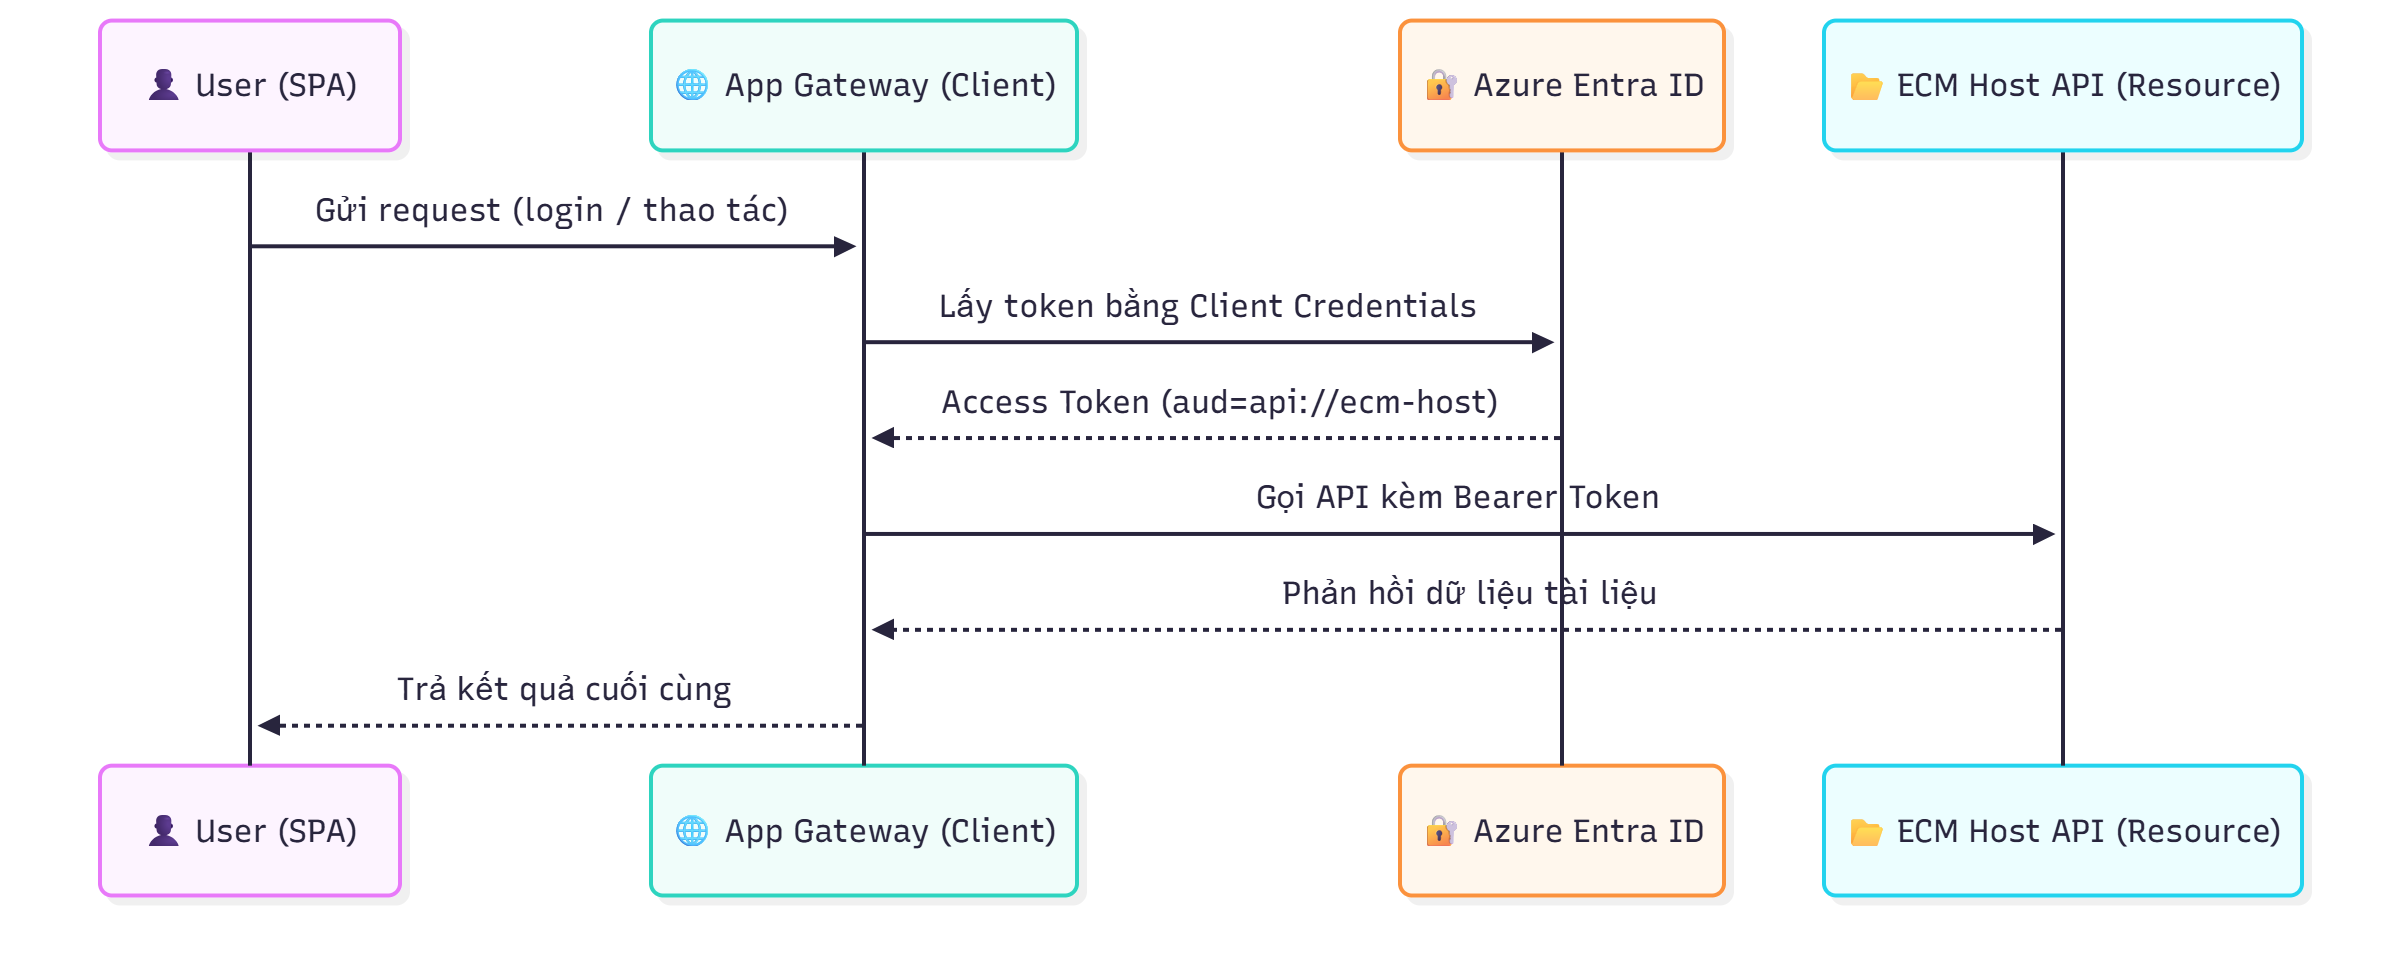 User (SPA)
App Gateway (Client)
Azure Entra ID
ECM Host API (Resource)
Gửi request (login / thao tác)
Lấy token bằng Client Credentials
Access Token (aud=api://ecm-host)
Gọi API kèm Bearer Token
Phản hồi dữ liệu tài liệu
Trả kết quả cuối cùng
User (SPA)
App Gateway (Client)
Azure Entra ID
ECM Host API (Resource)